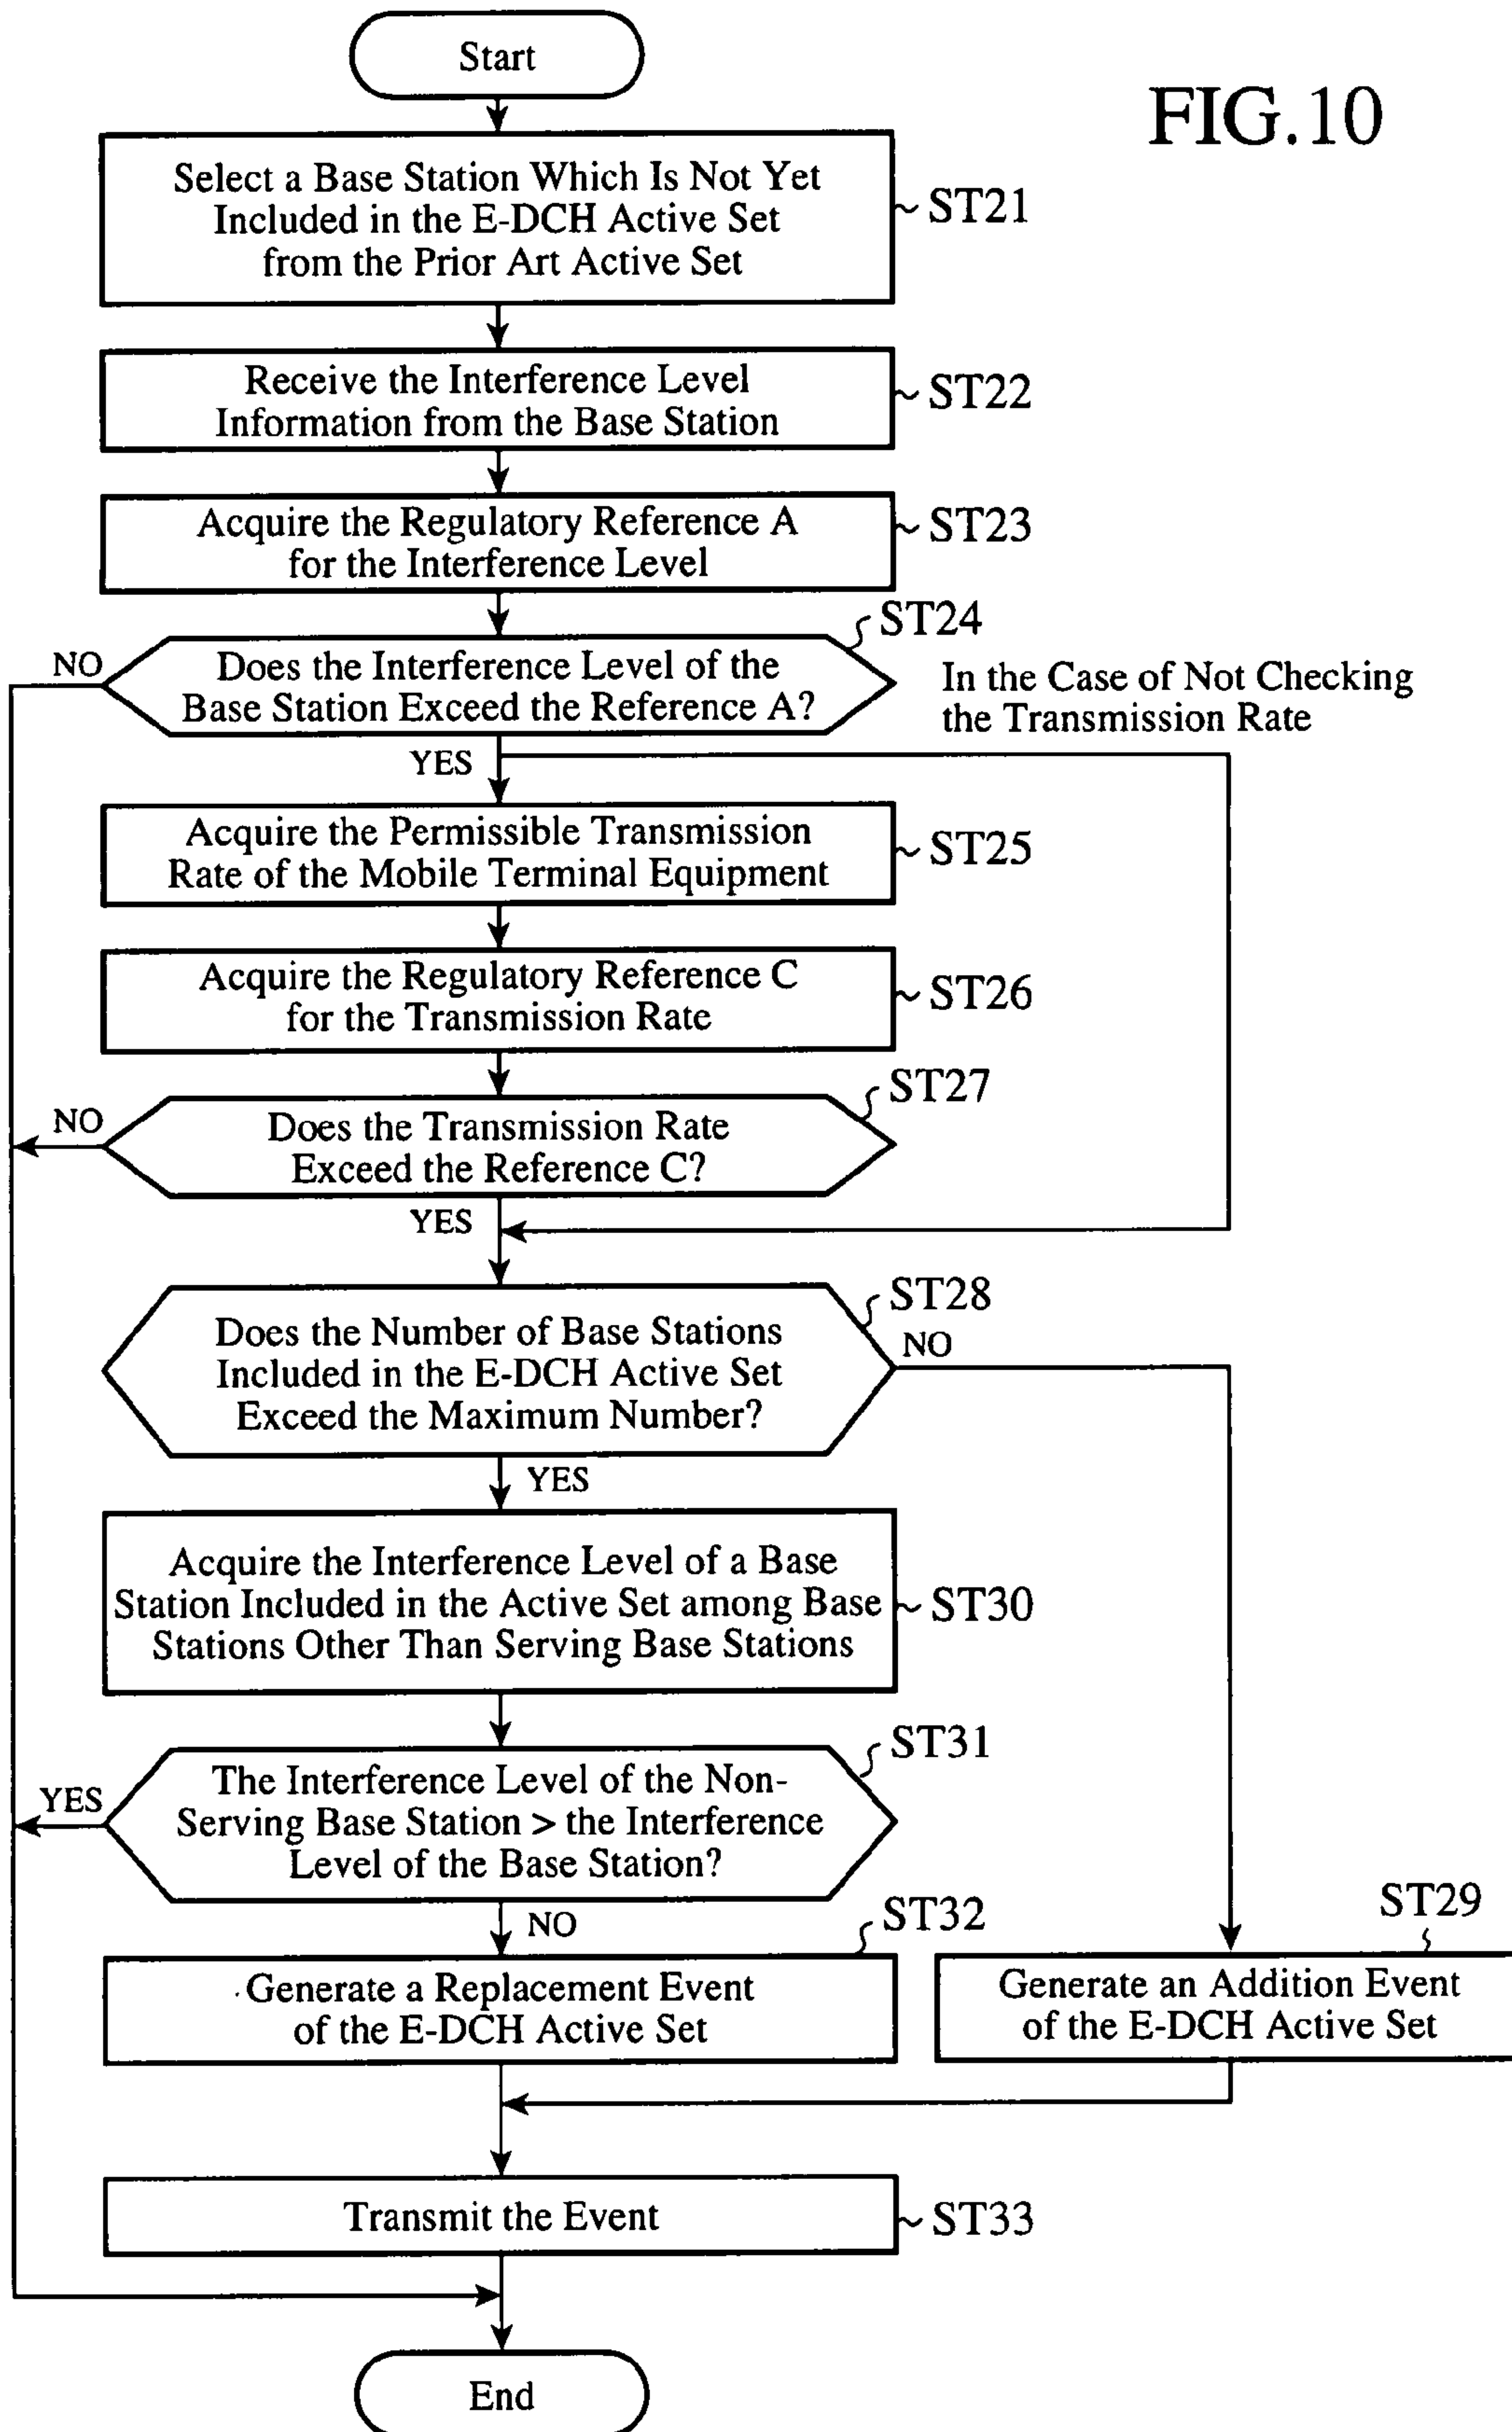 Start
FIG.10
Select a Base Station Which Is Not Yet
Included in the E-DCH Active Set
from the Prior Art Active Set
ST21
Receive the Interference Level
Information from the Base Station
ST22
Acquire the Regulatory Reference A
for the Interference Level
ST23
ST24
NO
Does the Interference Level of the
Base Station Exceed the Reference A?
In the Case of Not Checking
the Transmission Rate
YES
Acquire the Permissible Transmission
Rate of the Mobile Terminal Equipment
ST25
Acquire the Regulatory Reference C
for the Transmission Rate
ST26
ST27
NO
Does the Transmission Rate
Exceed the Reference C?
YES
ST28
Does the Number of Base Stations
Included in the E-DCH Active Set
Exceed the Maximum Number?
NO
YES
Acquire the Interference Level of a Base
Station Included in the Active Set among Base
Stations Other Than Serving Base Stations
ST30
ST31
YES
The Interference Level of the Non-
Serving Base Station > the Interference
Level of the Base Station?
NO
ST32
ST29
Generate a Replacement Event
of the E-DCH Active Set
Generate an Addition Event
of the E-DCH Active Set
Transmit the Event
ST33
End